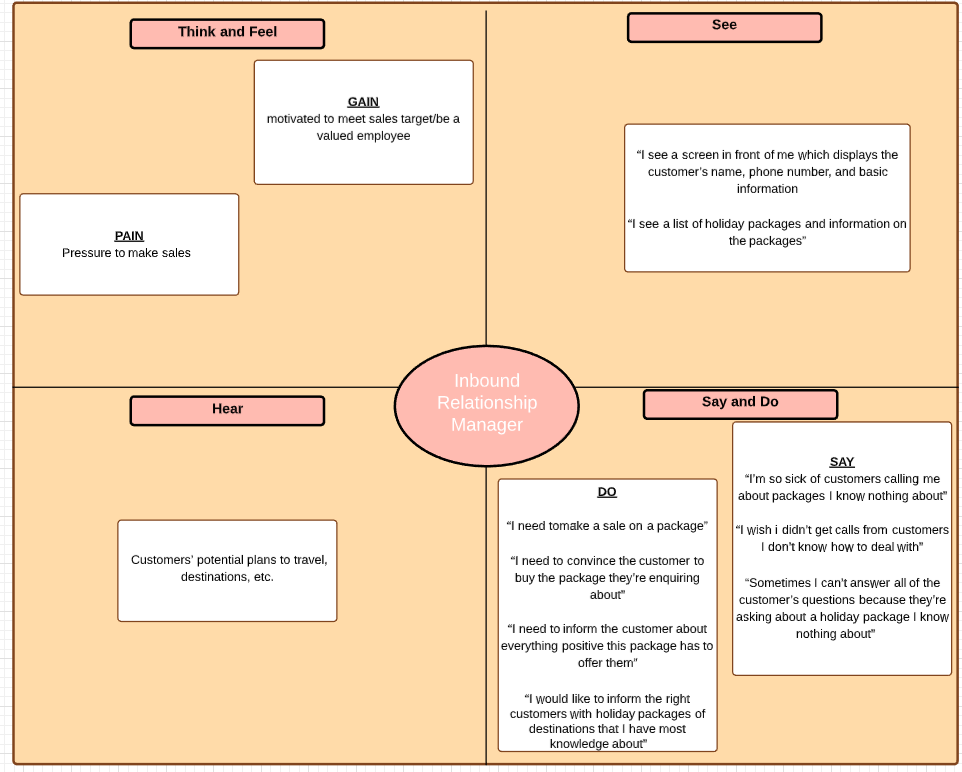 Think and Feel
GAIN
motivated to meet sales target/be a
valued employee
PAIN
Pressure to make sales
See
“I see a screen in front of me which displays the
customer’s name, phone number, and basic
information
“I see a list of holiday packages and information on
the packages”
Inbound
Relationship
Manager
Hear
Customers’ potential plans to travel,
destinations, etc.
Say and Do
DO
“I need tomake a sale on a package”
“I need to convince the customer to
buy the package they’re enquiring
about”
“I need to inform the customer about
everything positive this package has to
offer them”
“I would like to inform the right
customers with holiday packages of
destinations that I have most
knowledge about”
SAY
“I’m so sick of customers calling me
about packages I know nothing about”
“I wish i didn’t get calls from customers
I don’t know how to deal with”
“Sometimes I can’t answer all of the
customer’s questions because they’re
asking about a holiday package I know
nothing about”